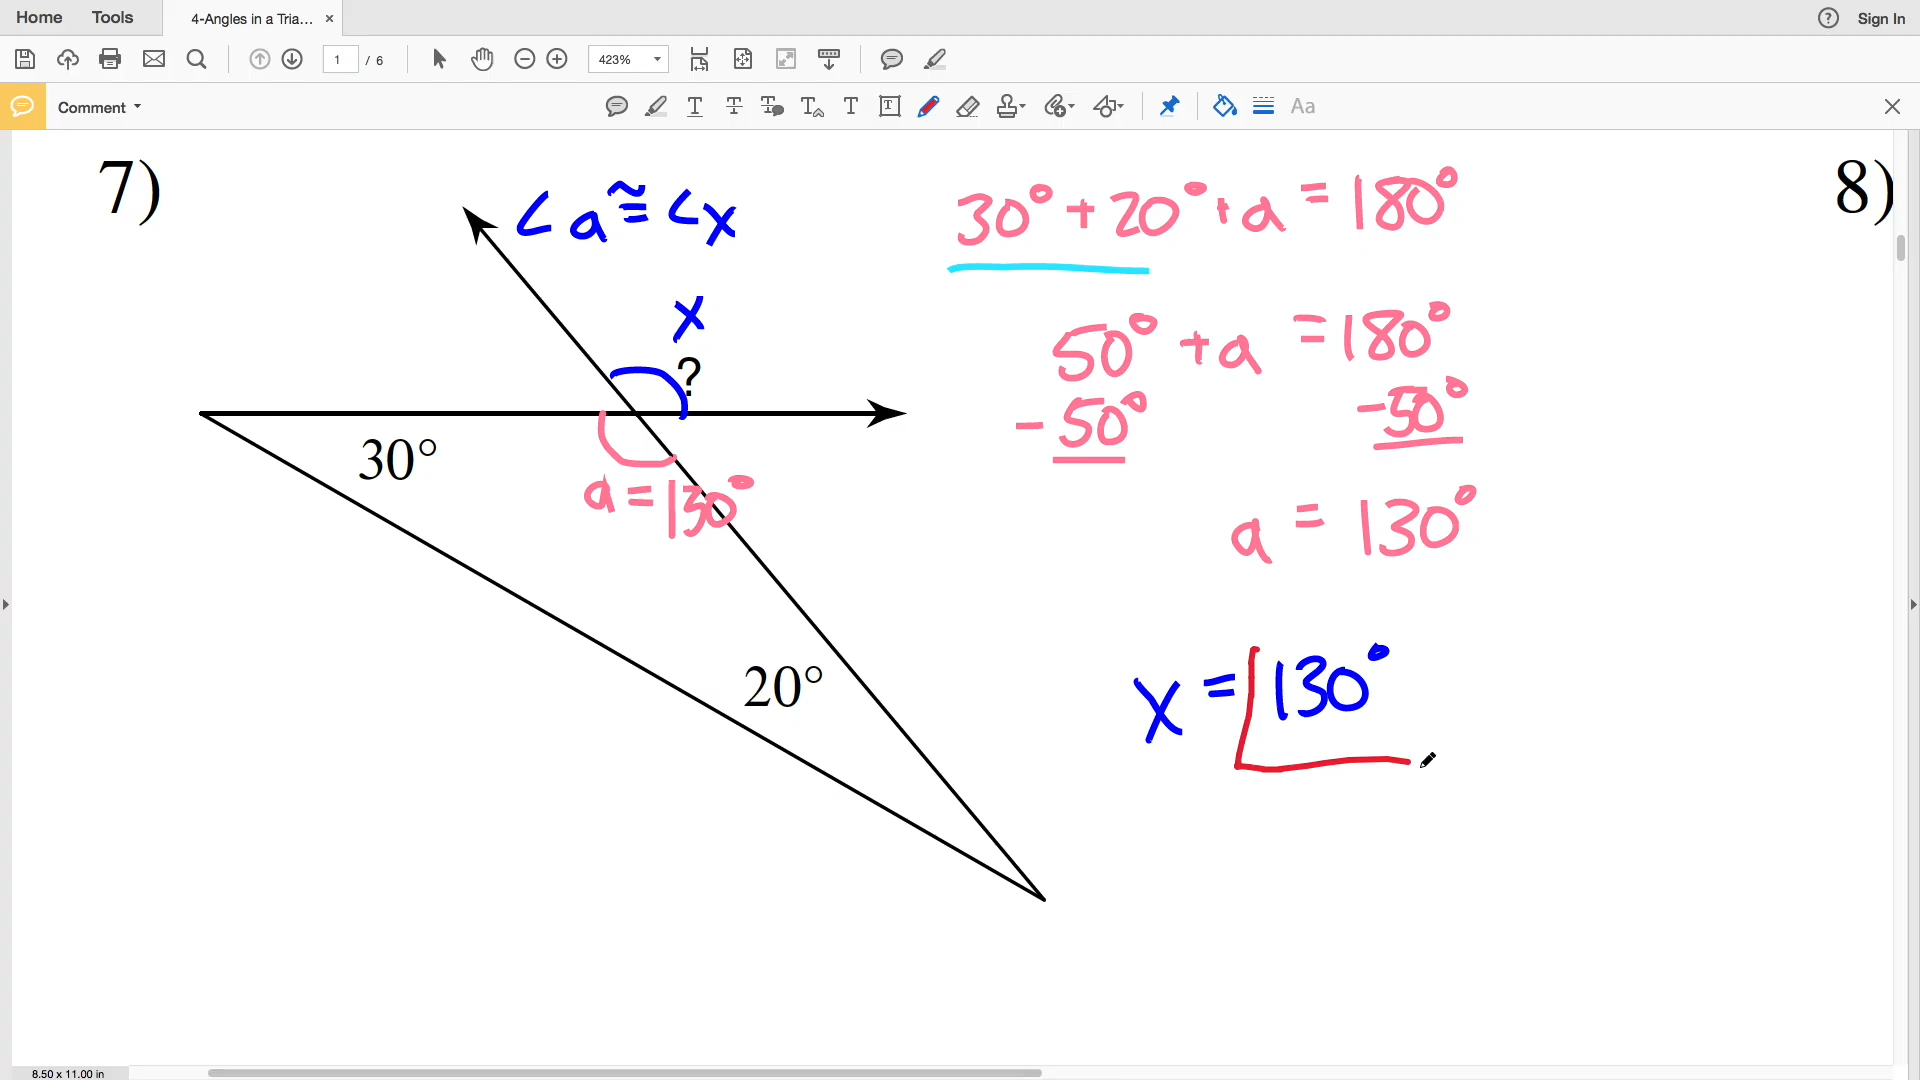 Home Tools 4-Angles in a Tria... × ? Sign In
1 / 6 423%
Comment Aa
7) ∠a ≅ ∠x 30° + 20° + a = 180° 8)
x
? 50° + a = 180°
- 50° - 50°
30°
a = 130° a = 130°
20° x = 130°
8.50 x 11.00 in